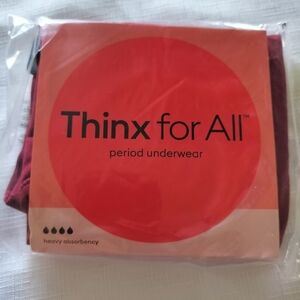 Thinx for All™
period underwear
heavy absorbency